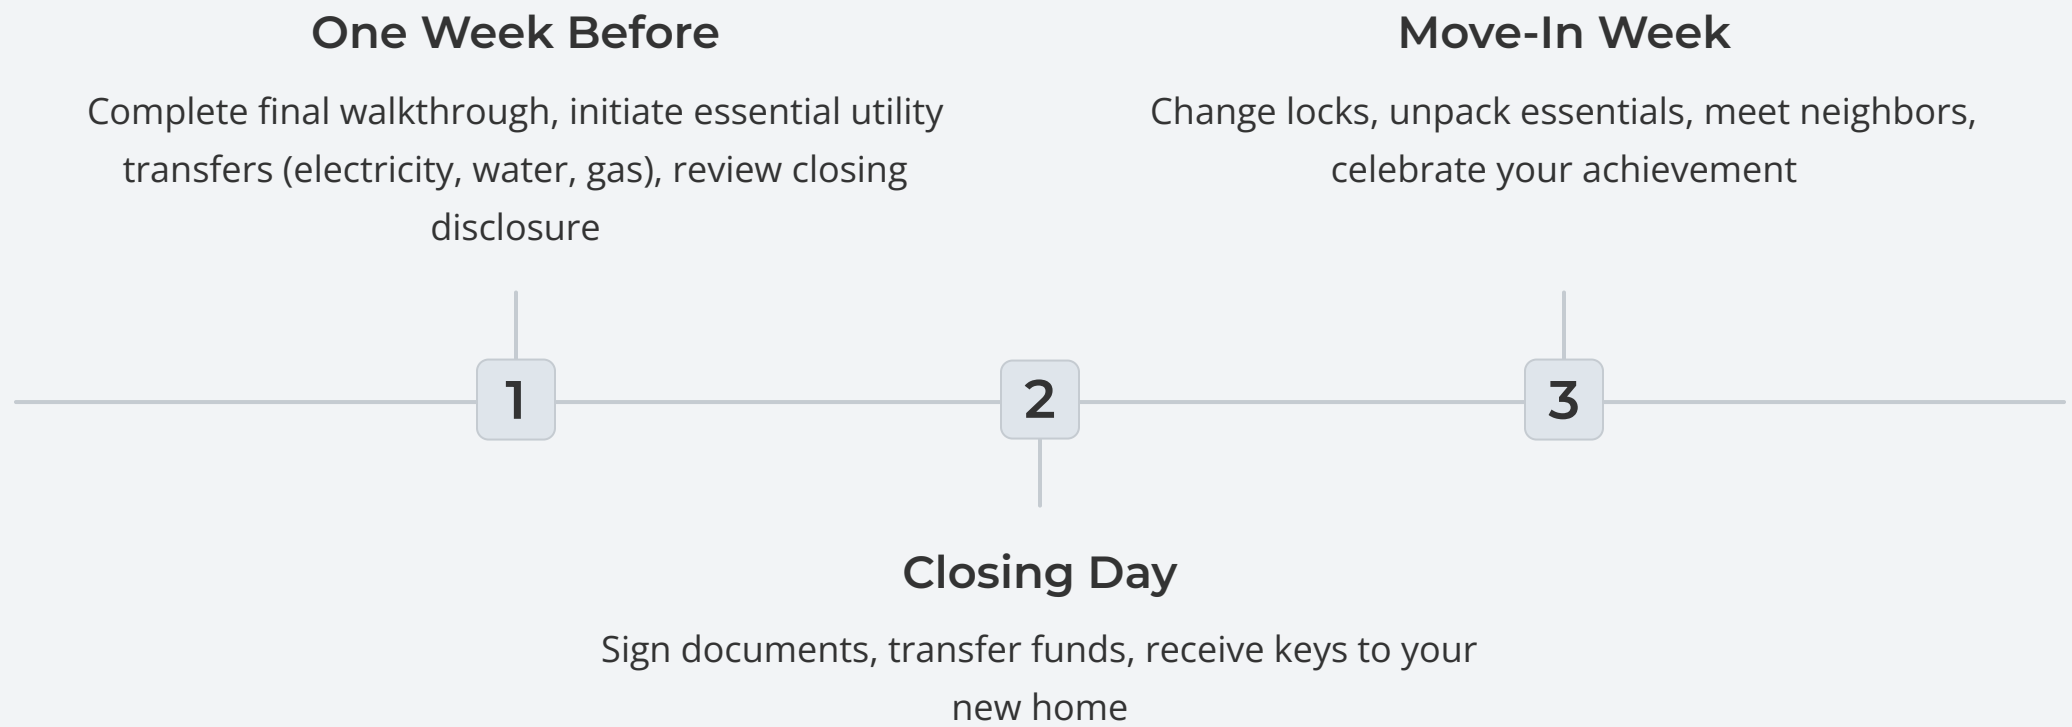 One Week Before
Complete final walkthrough, initiate essential utility
transfers (electricity, water, gas), review closing
disclosure
Move-In Week
Change locks, unpack essentials, meet neighbors,
celebrate your achievement
1
2
3
Closing Day
Sign documents, transfer funds, receive keys to your
new home